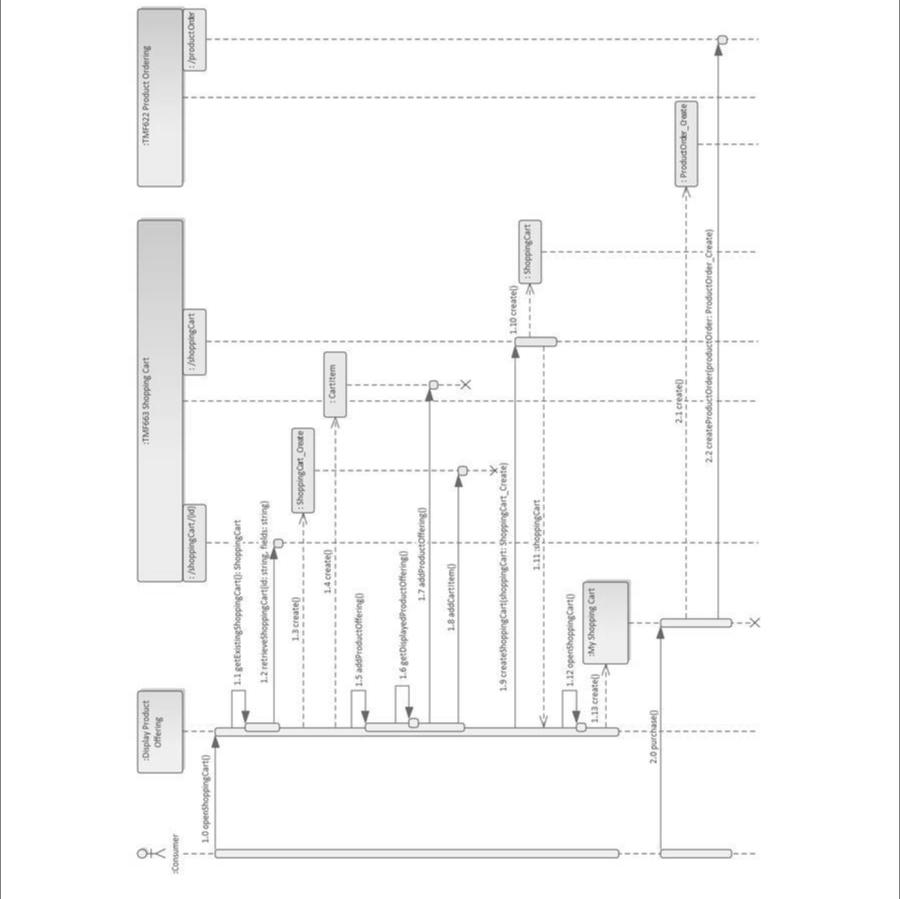 :Consumer
:Display Product
Offering
:TMF663 Shopping Cart
: /shoppingCart/{id}
: /shoppingCart
:TMF622 Product Ordering
: /productOrder
1.0 openShoppingCart()
1.1 getExistingShoppingCart(): ShoppingCart
1.2 retrieveShoppingCart(id: string, fields: string)
1.3 create()
: ShoppingCart_Create
1.4 create()
: CartItem
1.5 addProductOffering()
1.6 getDisplayedProductOffering()
1.7 addProductOffering()
1.8 addCartItem()
1.9 createShoppingCart(shoppingCart: ShoppingCart_Create)
1.10 create()
: ShoppingCart
1.11 :shoppingCart
1.12 openShoppingCart()
1.13 create()
:My Shopping Cart
2.0 purchase()
2.1 create()
: ProductOrder_Create
2.2 createProductOrder(productOrder: ProductOrder_Create)